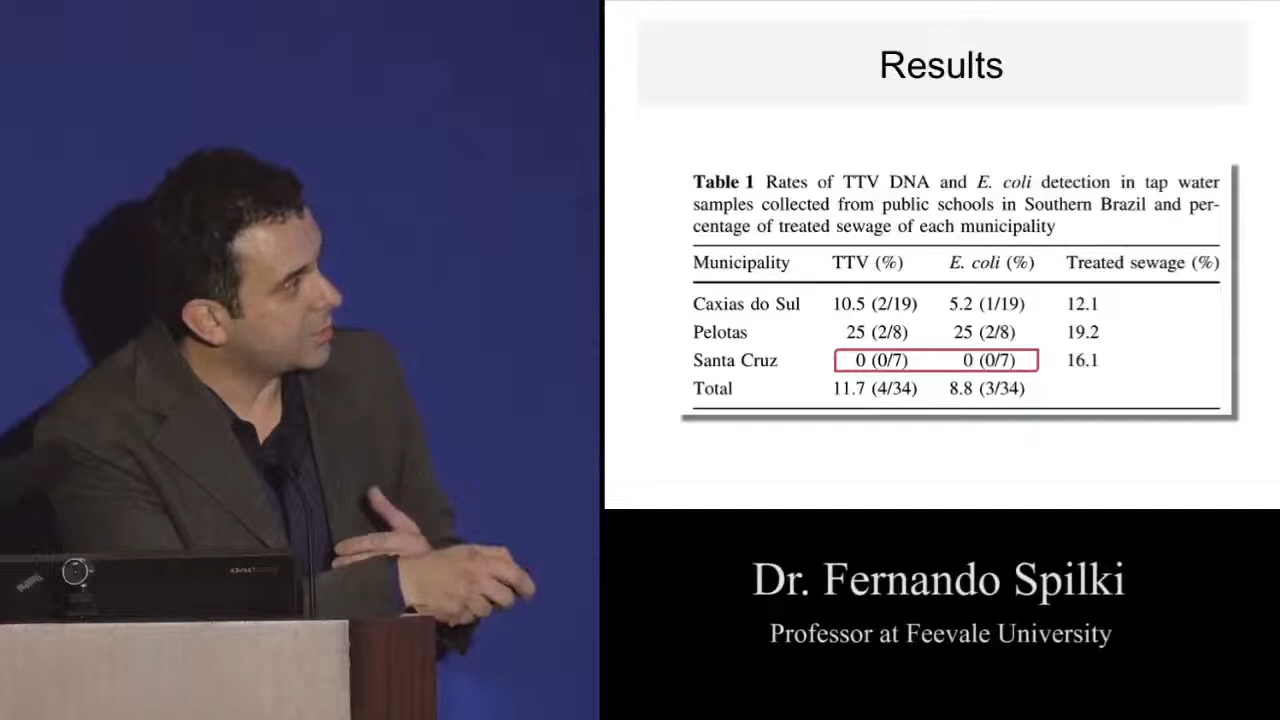 Results
Table 1 Rates of TTV DNA and E. coli detection in tap water
samples collected from public schools in Southern Brazil and per-
centage of treated sewage of each municipality
Municipality TTV (%) E. coli (%) Treated sewage (%)
Caxias do Sul 10.5 (2/19) 5.2 (1/19) 12.1
Pelotas 25 (2/8) 25 (2/8) 19.2
Santa Cruz 0 (0/7) 0 (0/7) 16.1
Total 11.7 (4/34) 8.8 (3/34)
Dr. Fernando Spilki
Professor at Feevale University